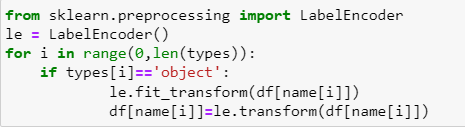 from sklearn.preprocessing import LabelEncoder
le = LabelEncoder()
for i in range(0,len(types)):
    if types[i]=='object':
            le.fit_transform(df[name[i]])
            df[name[i]]=le.transform(df[name[i]])